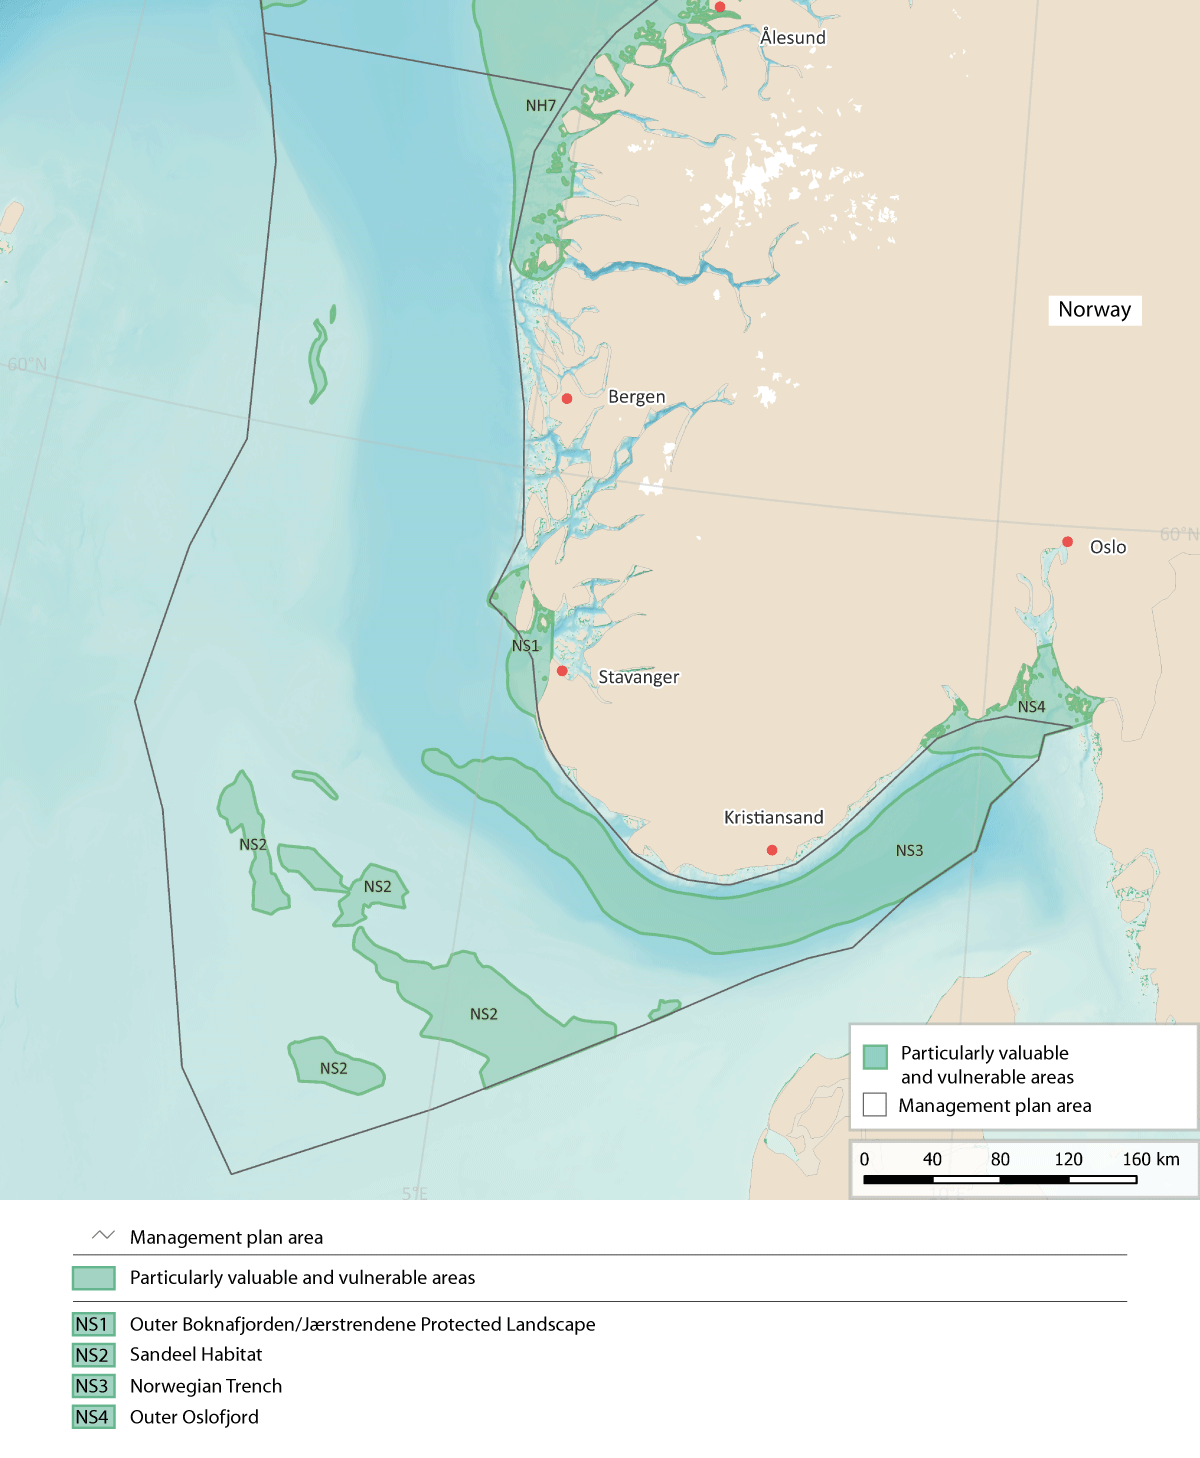 Ålesund
NH7
Norway
60°N
Bergen
60°N
Oslo
NS1
Stavanger
NS4
Kristiansand
NS2
NS3
NS2
NS2
NS2
Particularly valuable
and vulnerable areas
Management plan area
0 40 80 120 160 km
5°E
10°E
Management plan area
Particularly valuable and vulnerable areas
NS1 Outer Boknafjorden/Jærstrendene Protected Landscape
NS2 Sandeel Habitat
NS3 Norwegian Trench
NS4 Outer Oslofjord